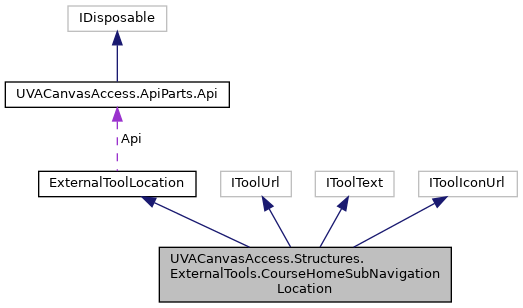 IDisposable
UVACanvasAccess.ApiParts.Api
Api
ExternalToolLocation
IToolUrl
IToolText
IToolIconUrl
UVACanvasAccess.Structures.
ExternalTools.CourseHomeSubNavigation
Location